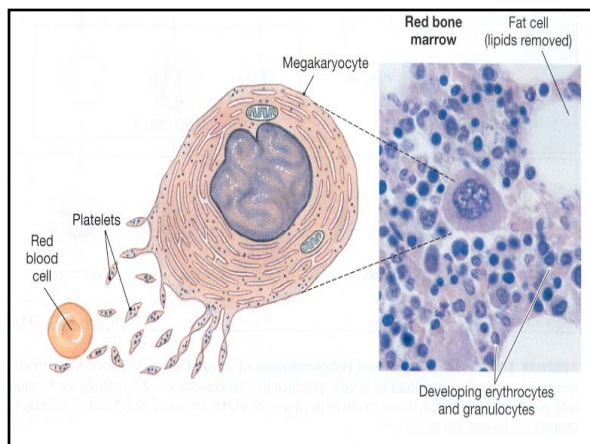 Red bone
marrow
Fat cell
(lipids removed)
Megakaryocyte
Platelets
Red
blood
cell
Developing erythrocytes
and granulocytes